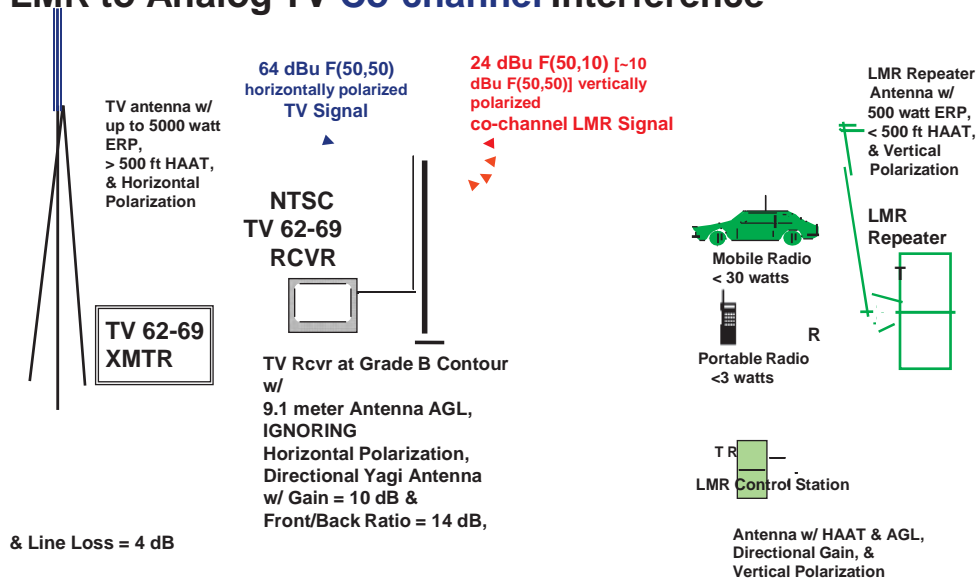 LMR to Analog TV Co-channel Interference
TV antenna w/
up to 5000 watt
ERP,
> 500 ft HAAT,
& Horizontal
Polarization
64 dBu F(50,50)
horizontally polarized
TV Signal
24 dBu F(50,10) [~10
dBu F(50,50)] vertically
polarized
co-channel LMR Signal
LMR Repeater
Antenna w/
500 watt ERP,
< 500 ft HAAT,
& Vertical
Polarization
NTSC
TV 62-69
RCVR
LMR
Repeater
T
Mobile Radio
< 30 watts
R
Portable Radio
<3 watts
TV 62-69
XMTR
TV Rcvr at Grade B Contour
w/
9.1 meter Antenna AGL,
IGNORING
Horizontal Polarization,
Directional Yagi Antenna
w/ Gain = 10 dB &
Front/Back Ratio = 14 dB,
& Line Loss = 4 dB
T R
LMR Control Station
Antenna w/ HAAT & AGL,
Directional Gain, &
Vertical Polarization